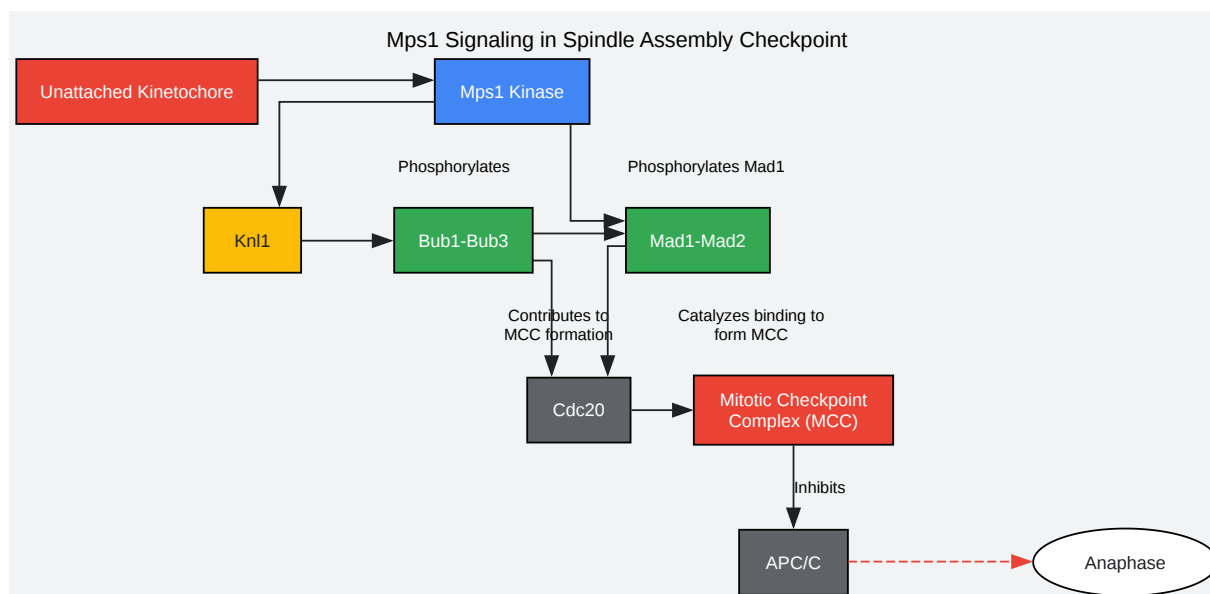 Mps1 Signaling in Spindle Assembly Checkpoint
Unattached Kinetochore
Mps1 Kinase
Phosphorylates
Phosphorylates Mad1
Knl1
Bub1-Bub3
Mad1-Mad2
Contributes to
MCC formation
Catalyzes binding to
form MCC
Cdc20
Mitotic Checkpoint
Complex (MCC)
Inhibits
APC/C
Anaphase